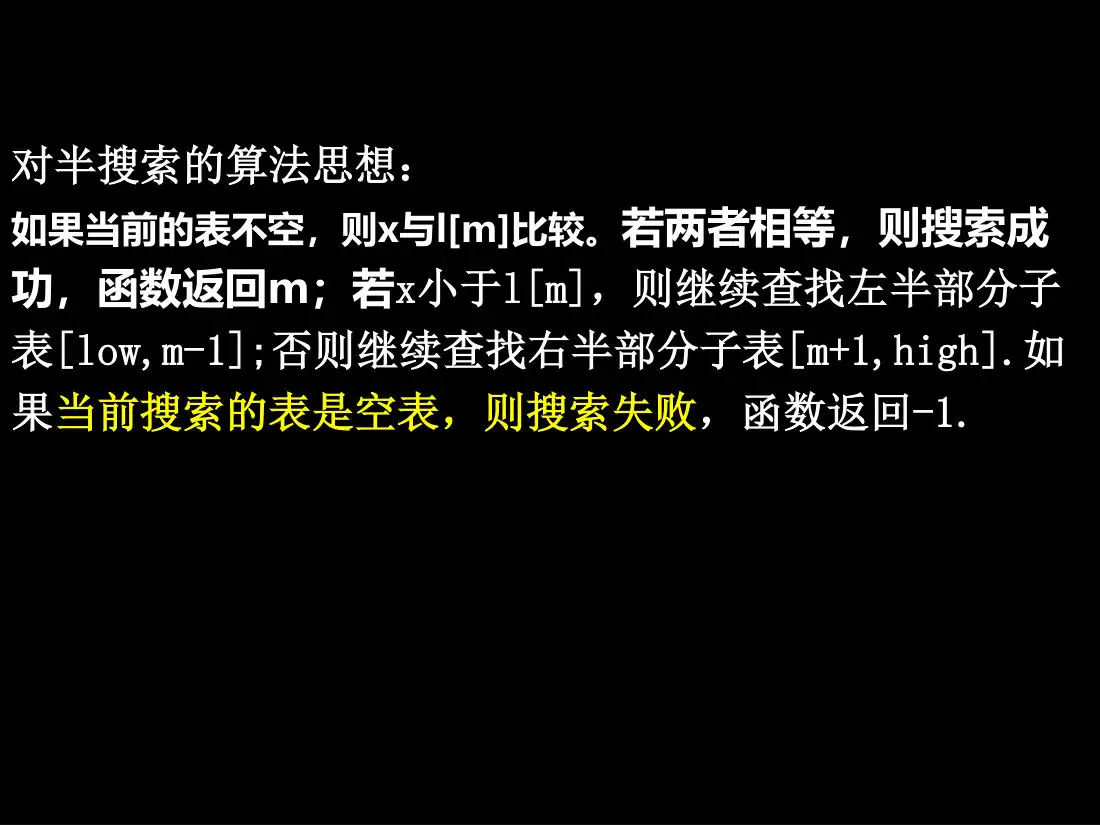 对半搜索的算法思想：
如果当前的表不空，则x与l[m]比较。若两者相等，则搜索成
功，函数返回m；若x小于l[m]，则继续查找左半部分子
表[low,m-1];否则继续查找右半部分子表[m+1,high].如
果当前搜索的表是空表，则搜索失败，函数返回-1.